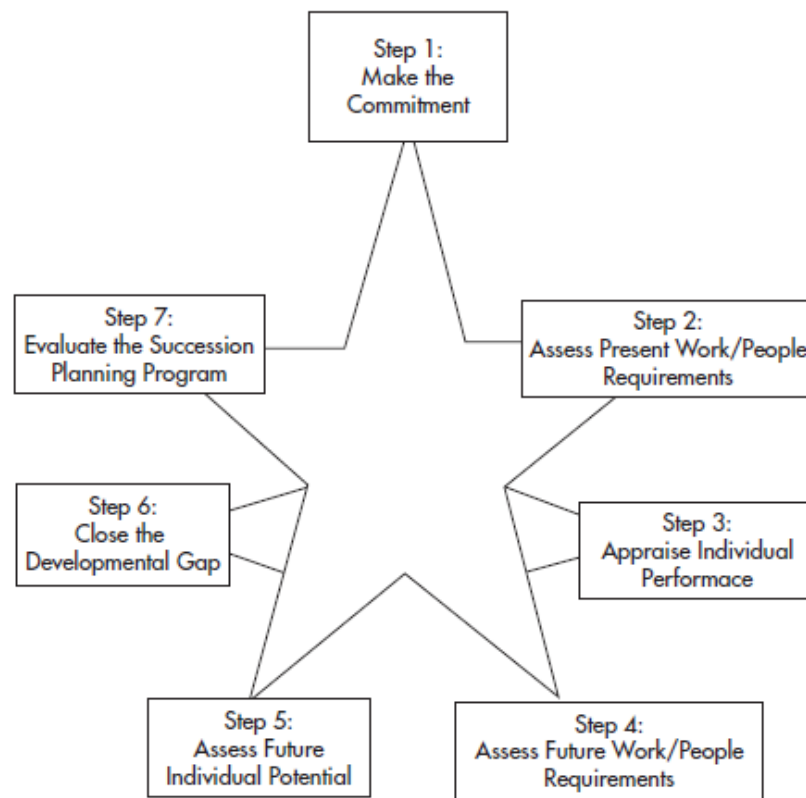 Step 1:
Make the
Commitment
Step 2:
Assess Present Work/People
Requirements
Step 3:
Appraise Individual
Performace
Step 4:
Assess Future Work/People
Requirements
Step 5:
Assess Future
Individual Potential
Step 6:
Close the
Developmental Gap
Step 7:
Evaluate the Succession
Planning Program